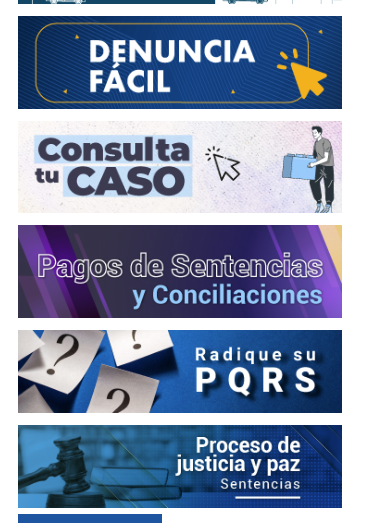 DENUNCIA
FÁCIL
Consulta
tu CASO
Pagos de Sentencias
y Conciliaciones
Radique su
PQRS
Proceso de
justicia y paz
Sentencias